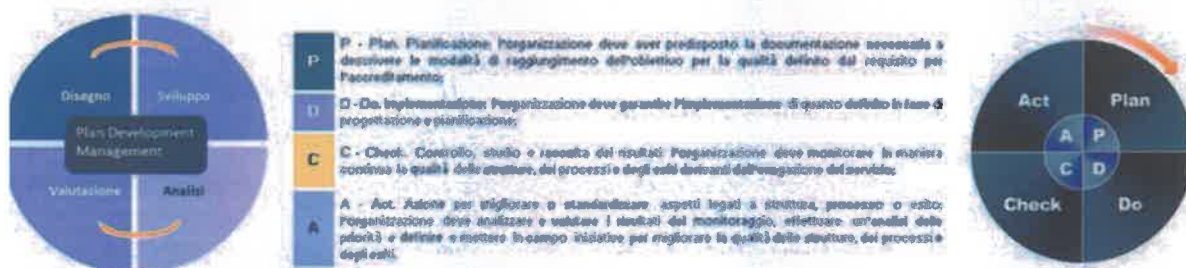 Disegno
Sviluppo
Plan Development
Management
Valutazione
Analisi
P
P - Plan. Pianificazione: l'organizzazione deve aver predisposto la documentazione necessaria a
descrivere le modalità di raggiungimento dell'obiettivo per la qualità definito dal requisito per
l'accreditamento;
D
D - Do. Implementazione: l'organizzazione deve garantire l'implementazione di quanto definito in fase di
progettazione e pianificazione;
C
C - Check. Controllo, studio e raccolta dei risultati: l'organizzazione deve monitorare in maniera
continua la qualità delle strutture, dei processi e degli esiti derivanti dall'erogazione del servizio;
A
A - Act. Azione per migliorare o standardizzare aspetti legati a struttura, processo o esito;
l'organizzazione deve analizzare e valutare i risultati del monitoraggio, effettuare un'analisi delle
priorità e definire e mettere in campo iniziative per migliorare la qualità delle strutture, dei processi e
degli esiti.
Act
Plan
A
P
C
D
Check
Do